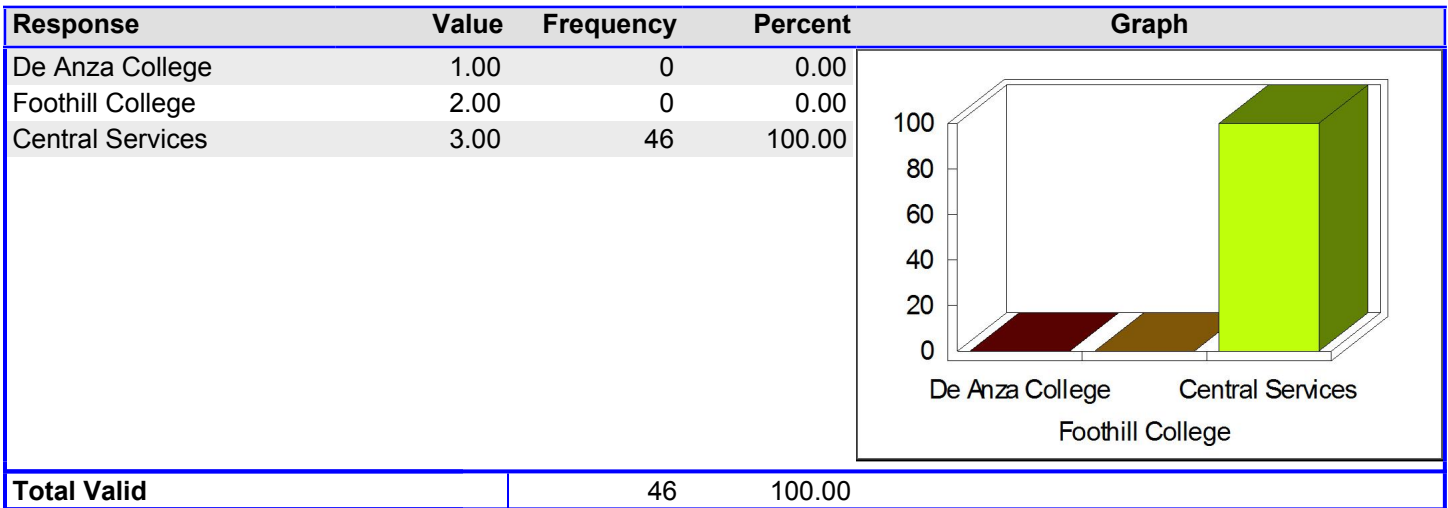 Response Value Frequency Percent Graph
De Anza College 1.00 0 0.00
Foothill College 2.00 0 0.00
Central Services 3.00 46 100.00
100
80
60
40
20
0
De Anza College Central Services
Foothill College
Total Valid 46 100.00